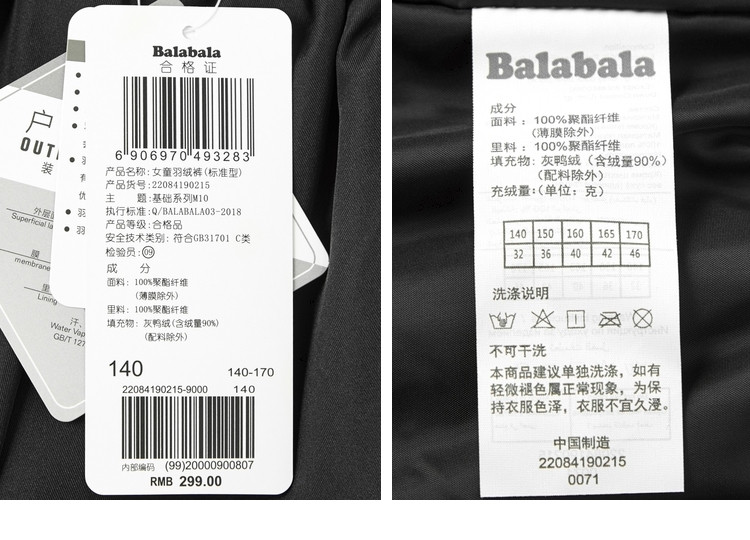 Balabala
合格证
6 906970 493283
产品名称:女童羽绒裤(标准型)
产品货号:22084190215
主 题:基础系列M10
执行标准:Q/BALABALA03-2018
产品等级:合格品
安全技术类别:符合GB31701 C类
检验员:09
成 分
面料:100%聚酯纤维
(薄膜除外)
里料:100%聚酯纤维
填充物:灰鸭绒(含绒量90%)
(配料除外)
140 140-170
22084190215-9000 140
内部编码 (99)20000900807
RMB 299.00
户
OUT
装
外层面
Superficial la
膜
membrane
里
Lining
汗
Water Vap
GB/T 127
Balabala
成分
面料:100%聚酯纤维
(薄膜除外)
里料:100%聚酯纤维
填充物:灰鸭绒(含绒量90%)
(配料除外)
充绒量:(单位:克)
140 150 160 165 170
32 36 40 42 46
洗涤说明
不可干洗
本商品建议单独洗涤,如有
轻微褪色属正常现象,为保
持衣服色泽,衣服不宜久浸。
中国制造
22084190215
0071